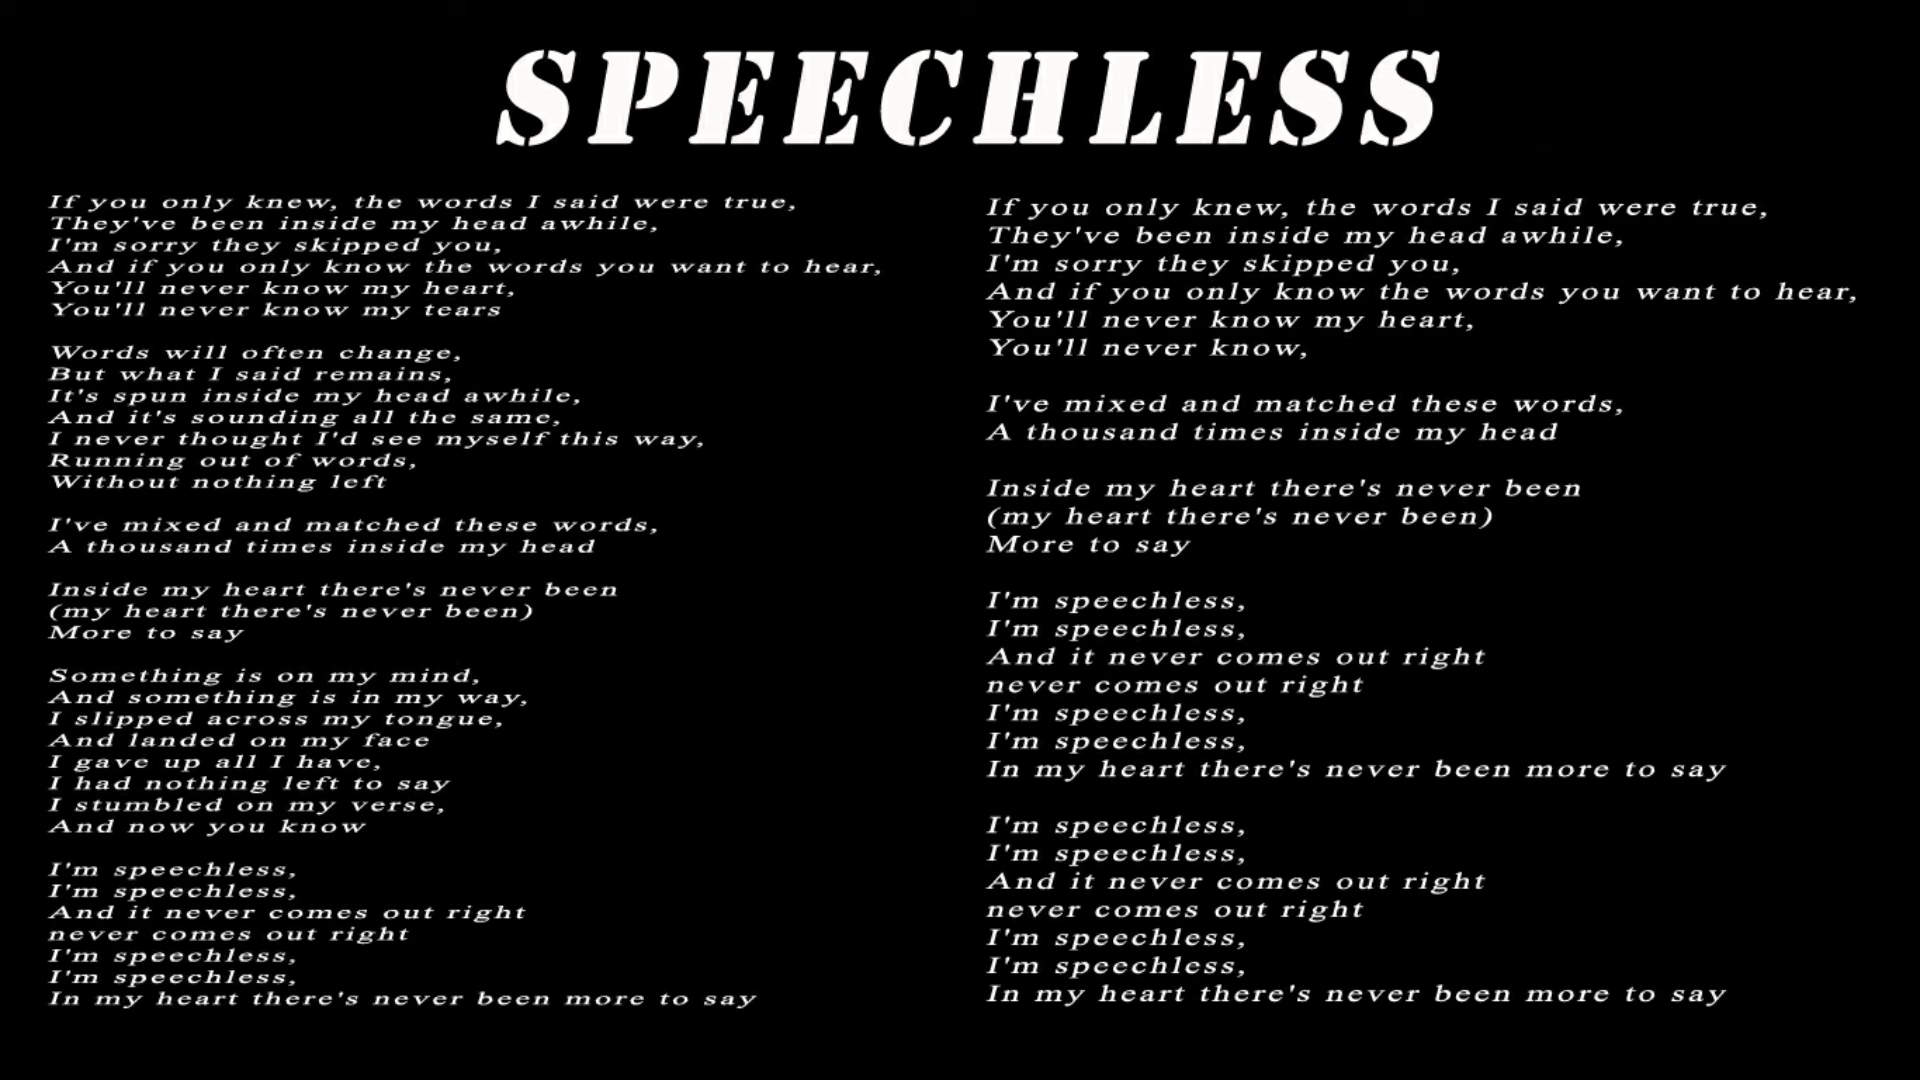 SPEECHLESS
If you only knew, the words I said were true,
They've been inside my head awhile,
I'm sorry they skipped you,
And if you only know the words you want to hear,
You'll never know my heart,
You'll never know my tears
Words will often change,
But what I said remains,
It's spun inside my head awhile,
And it's sounding all the same,
I never thought I'd see myself this way,
Running out of words,
Without nothing left
I've mixed and matched these words,
A thousand times inside my head
Inside my heart there's never been
(my heart there's never been)
More to say
Something is on my mind,
And something is in my way,
I slipped across my tongue,
And landed on my face
I gave up all I have,
I had nothing left to say
I stumbled on my verse,
And now you know
I'm speechless,
I'm speechless,
And it never comes out right
never comes out right
I'm speechless,
I'm speechless,
In my heart there's never been more to say
If you only knew, the words I said were true,
They've been inside my head awhile,
I'm sorry they skipped you,
And if you only know the words you want to hear,
You'll never know my heart,
You'll never know,
I've mixed and matched these words,
A thousand times inside my head
Inside my heart there's never been
(my heart there's never been)
More to say
I'm speechless,
I'm speechless,
And it never comes out right
never comes out right
I'm speechless,
I'm speechless,
In my heart there's never been more to say
I'm speechless,
I'm speechless,
And it never comes out right
never comes out right
I'm speechless,
I'm speechless,
In my heart there's never been more to say